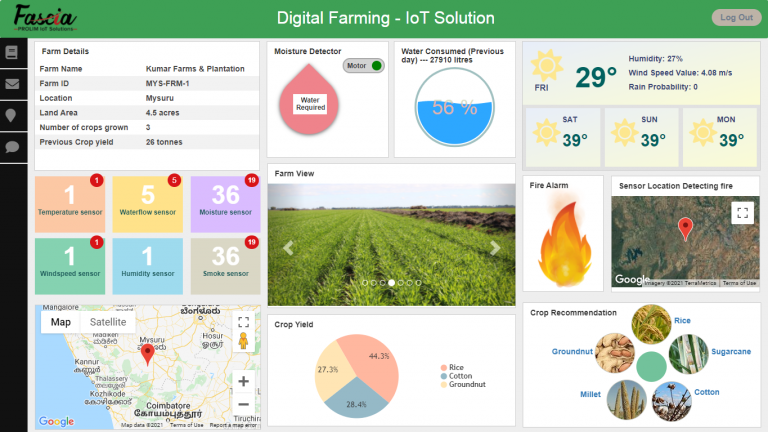 Fascia
PROLIM IoT Solutions
Digital Farming - IoT Solution
Log Out
Farm Details
Farm Name Kumar Farms & Plantation
Farm ID MYS-FRM-1
Location Mysuru
Land Area 4.5 acres
Number of crops grown 3
Previous Crop yield 26 tonnes
Moisture Detector
Motor
Water
Required
Water Consumed (Previous
day) --- 27910 litres
56 %
FRI
29°
Humidity: 27%
Wind Speed Value: 4.08 m/s
Rain Probability: 0
SAT
39°
SUN
39°
MON
39°
1
1
Temperature sensor
5
5
Waterflow sensor
19
36
Moisture sensor
1
1
Windspeed sensor
1
Humidity sensor
19
36
Smoke sensor
Farm View
Fire Alarm
Sensor Location Detecting fire
Google
Imagery ©2021 TerraMetrics
Terms of Use
Mangalore
Map
Satellite
ಬೆಂಗಳೂರು
Madikeri
ಮಡಿಕೇರಿ
Mysuru
ಮೈಸೂರು
Hosur
ஓசூர்
Kannur
കണ്ണൂർ
Thalassery
തലശ്ശേരി
Kozhikode
കോഴിക്കോട്
Coimbatore
கோயம்புத்தூர்
Tiruchira
Google
Map data ©2021
Terms of Use
Report a map error
Crop Yield
44.3%
27.3%
28.4%
Rice
Cotton
Groundnut
Crop Recommendation
Rice
Groundnut
Sugarcane
Millet
Cotton